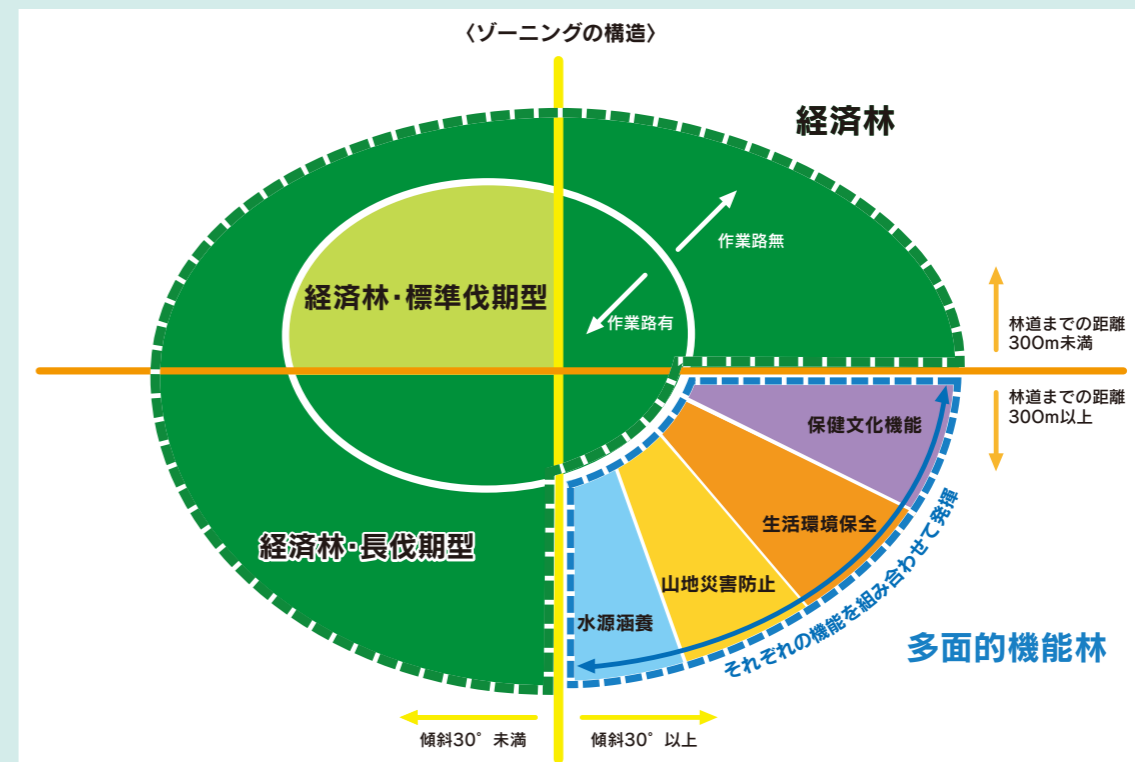 〈ゾーニングの構造〉
経済林
作業路無
経済林・標準伐期型
作業路有
林道までの距離
300m未満
林道までの距離
300m以上
保健文化機能
生活環境保全
経済林・長伐期型
山地災害防止
水源涵養
それぞれの機能を組み合わせて発揮
多面的機能林
傾斜30°未満
傾斜30°以上